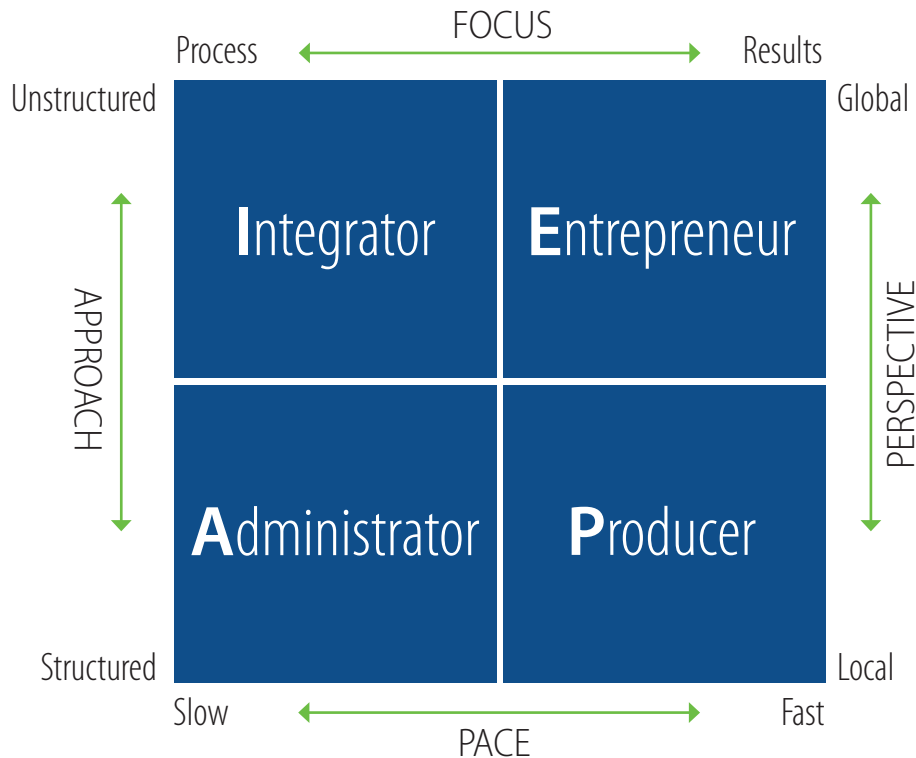 FOCUS
Process
Results
Unstructured
Global
Integrator
Entrepreneur
APPROACH
PERSPECTIVE
Administrator
Producer
Structured
Local
Slow
Fast
PACE